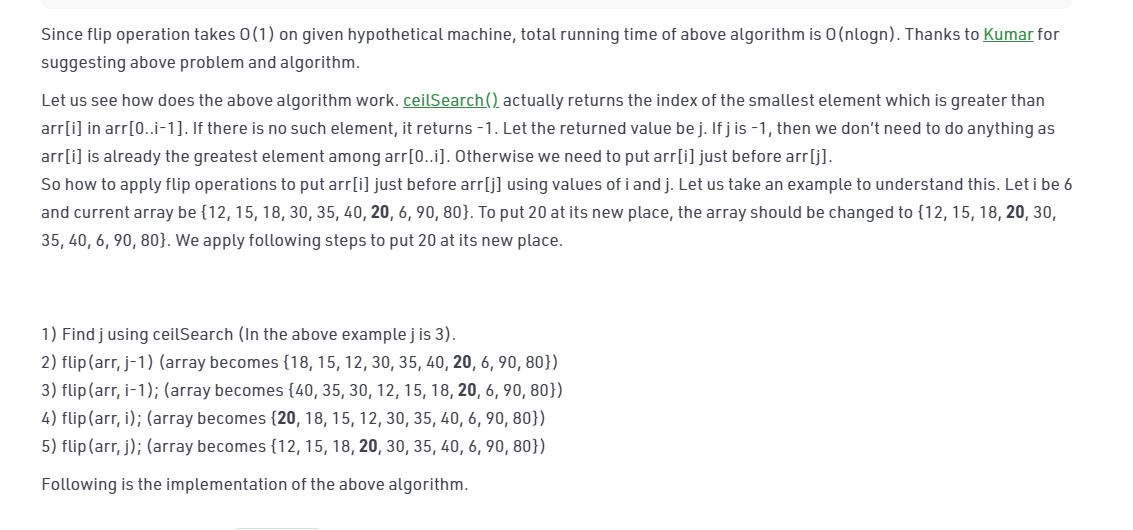 Since flip operation takes O(1) on given hypothetical machine, total running time of above algorithm is O(nlogn). Thanks to Kumar for
suggesting above problem and algorithm.
Let us see how does the above algorithm work. ceilSearch() actually returns the index of the smallest element which is greater than
arr[i] in arr[0..i-1]. If there is no such element, it returns -1. Let the returned value be j. If j is -1, then we don’t need to do anything as
arr[i] is already the greatest element among arr[0..i]. Otherwise we need to put arr[i] just before arr[j].
So how to apply flip operations to put arr[i] just before arr[j] using values of i and j. Let us take an example to understand this. Let i be 6
and current array be {12, 15, 18, 30, 35, 40, 20, 6, 90, 80}. To put 20 at its new place, the array should be changed to {12, 15, 18, 20, 30,
35, 40, 6, 90, 80}. We apply following steps to put 20 at its new place.
1) Find j using ceilSearch (In the above example j is 3).
2) flip(arr, j-1) (array becomes {18, 15, 12, 30, 35, 40, 20, 6, 90, 80})
3) flip(arr, i-1); (array becomes {40, 35, 30, 12, 15, 18, 20, 6, 90, 80})
4) flip(arr, i); (array becomes {20, 18, 15, 12, 30, 35, 40, 6, 90, 80})
5) flip(arr, j); (array becomes {12, 15, 18, 20, 30, 35, 40, 6, 90, 80})
Following is the implementation of the above algorithm.